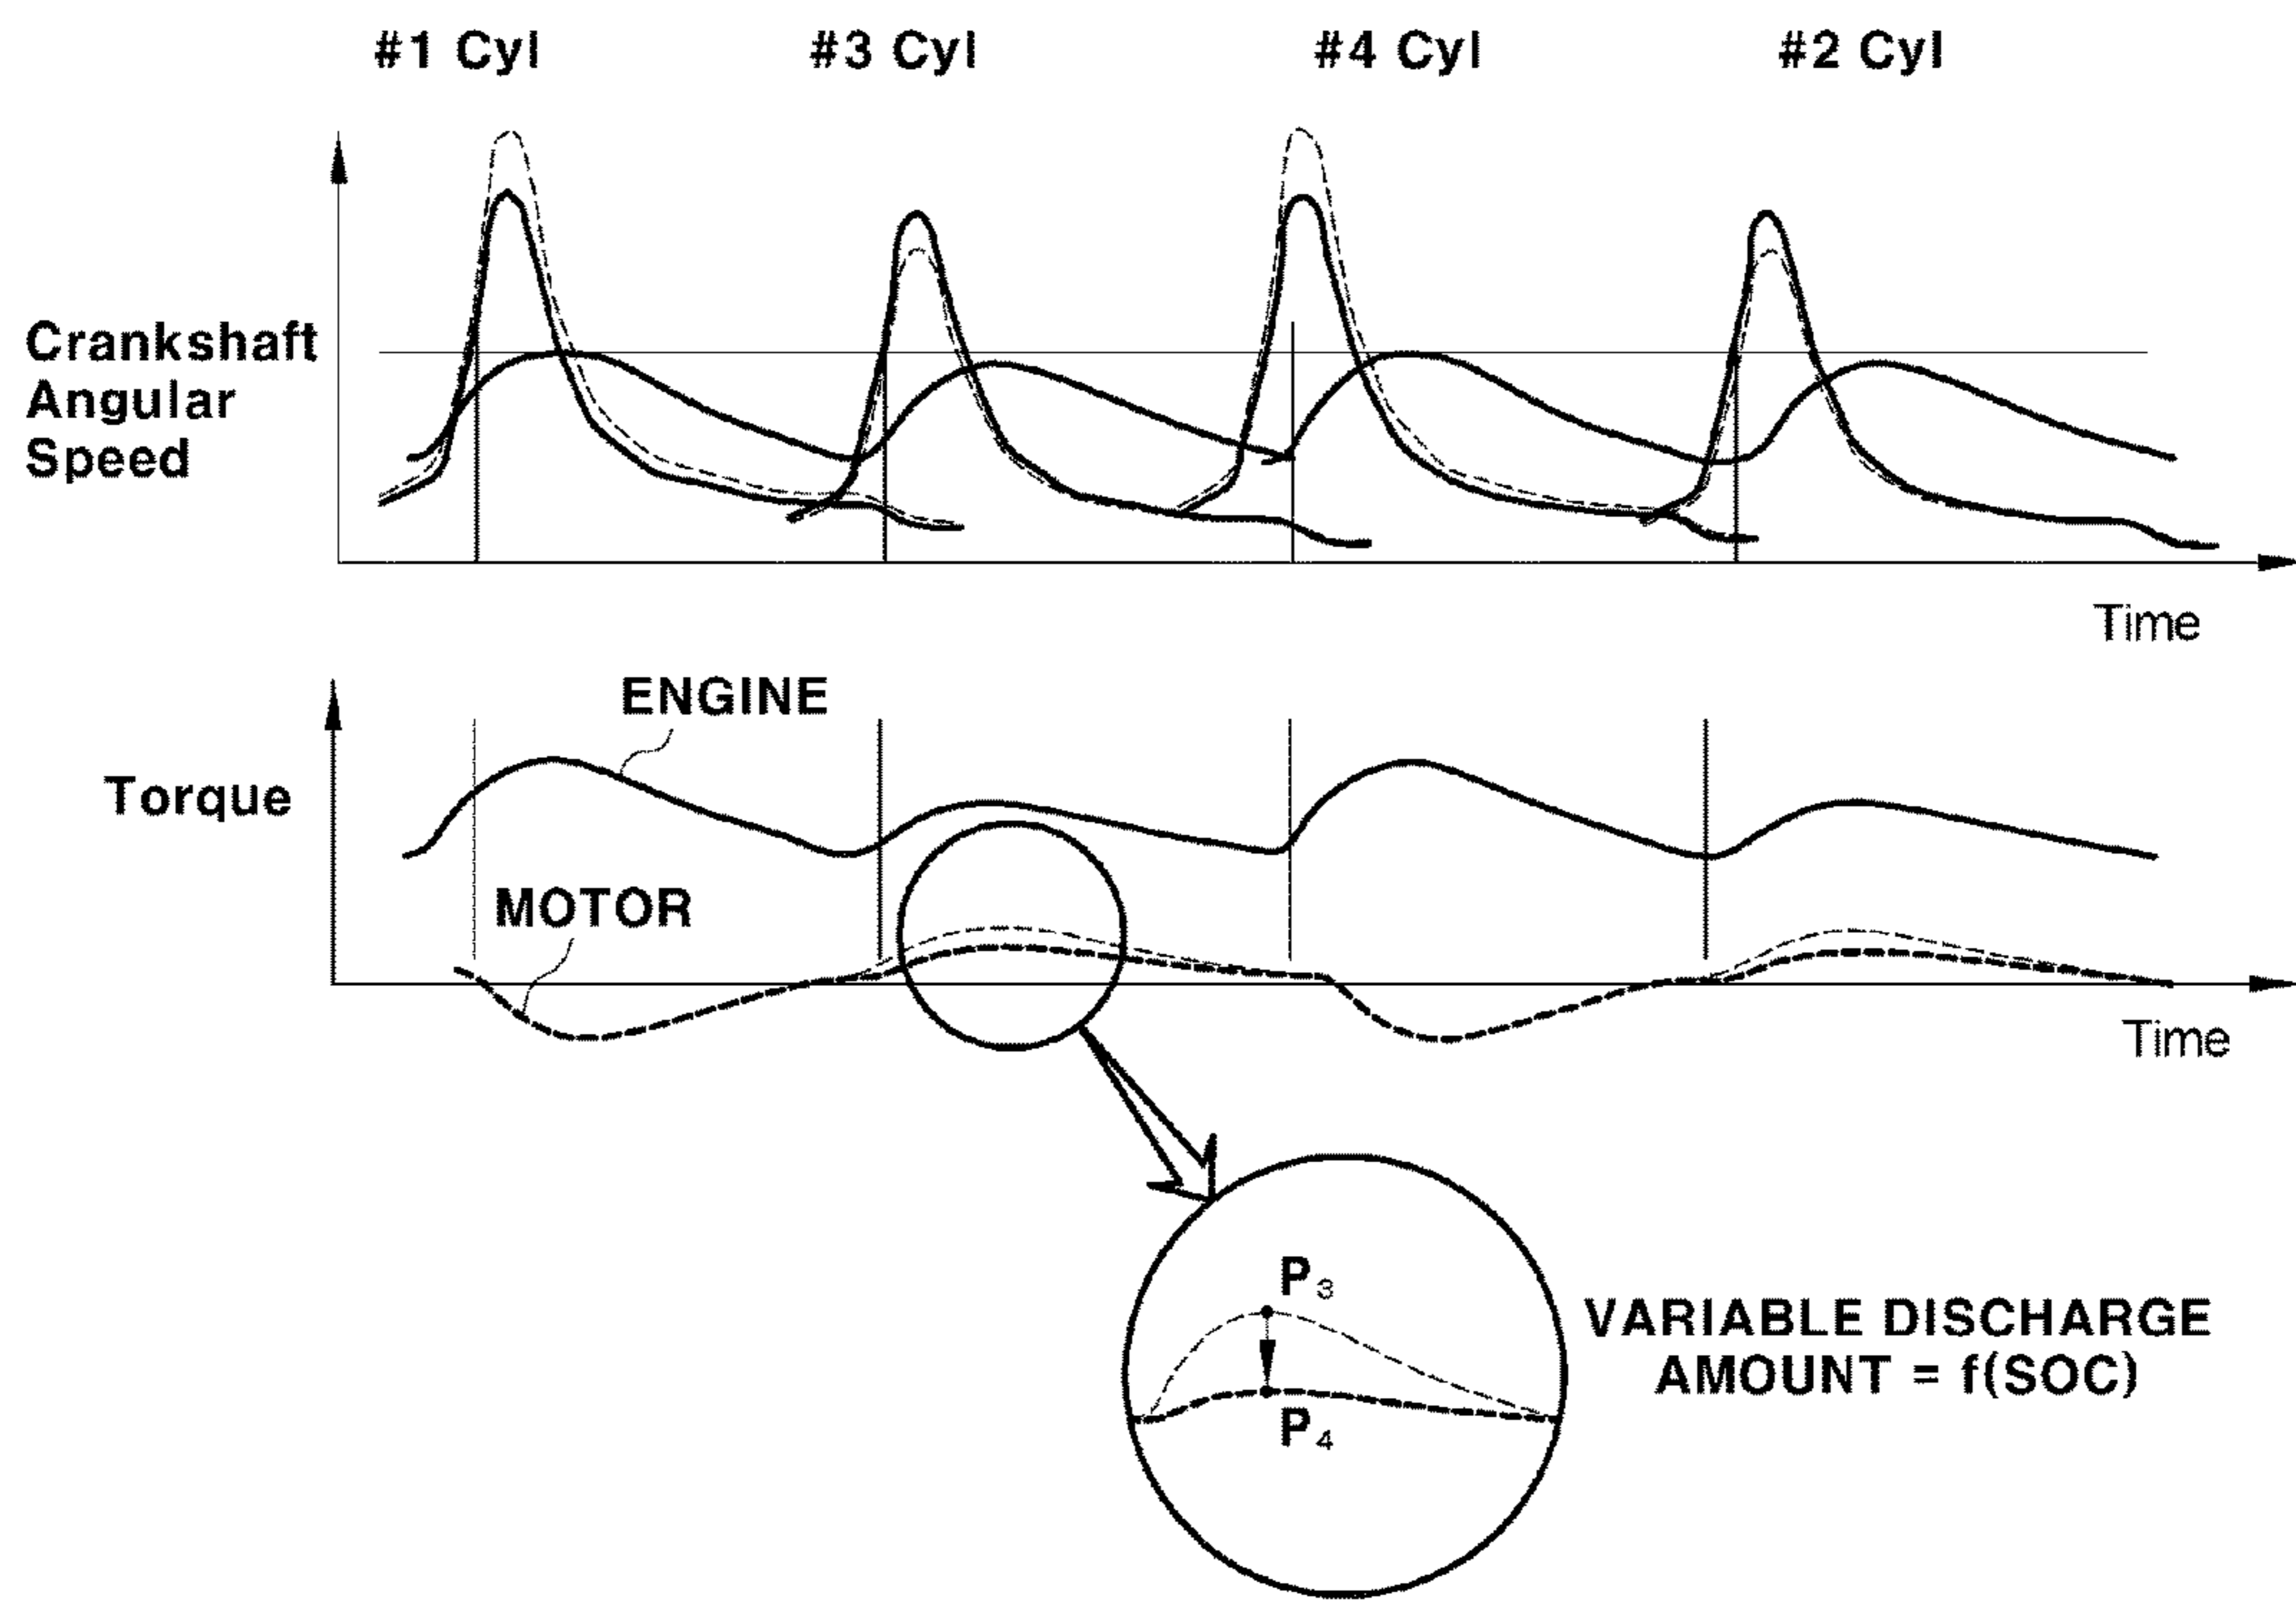 #1 Cyl #3 Cyl #4 Cyl #2 Cyl
Crankshaft
Angular
Speed
Time
ENGINE
Torque
MOTOR
Time
P3
VARIABLE DISCHARGE
AMOUNT = f(SOC)
P4